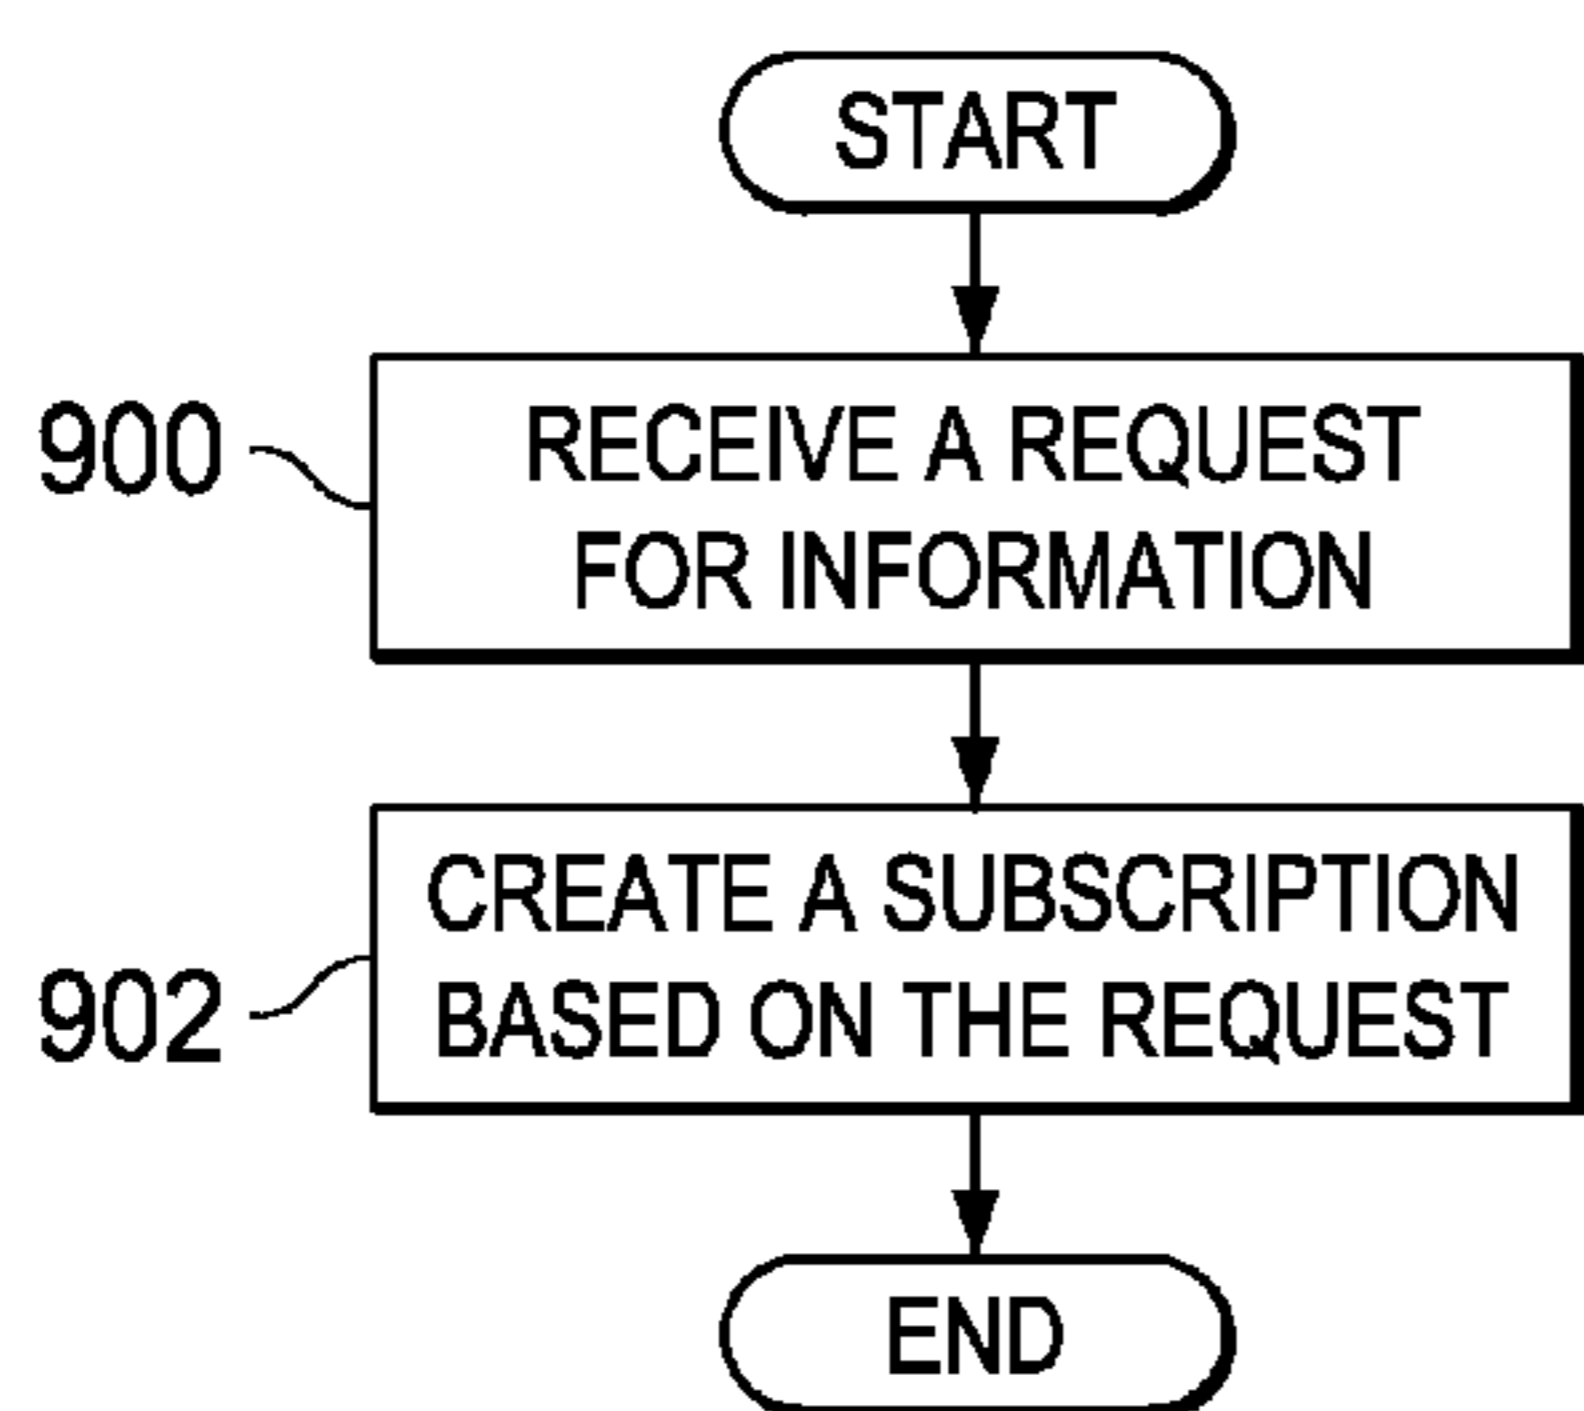 START
900
RECEIVE A REQUEST
FOR INFORMATION
CREATE A SUBSCRIPTION
902
BASED ON THE REQUEST
END